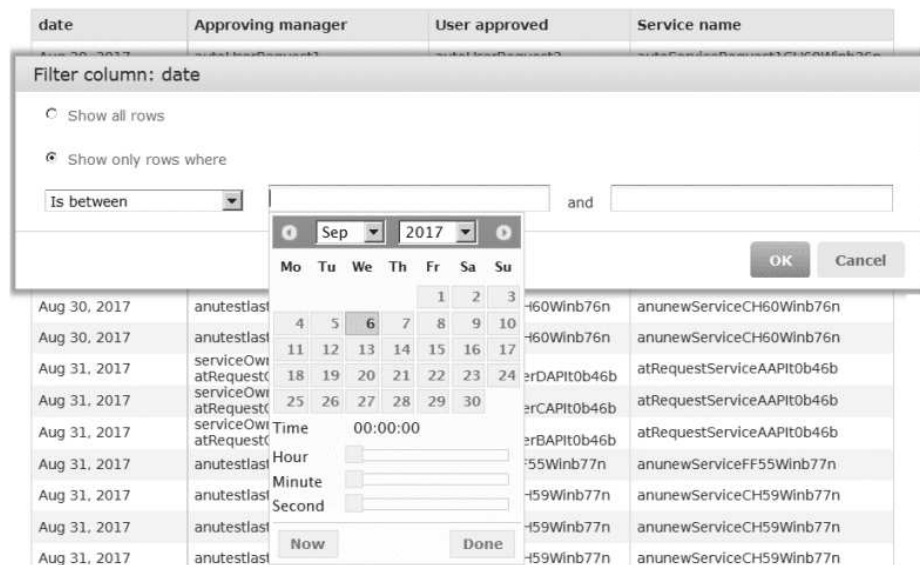 date Approving manager User approved Service name
Filter column: date
Show all rows
Show only rows where
Is between and
Sep 2017
Mo Tu We Th Fr Sa Su
1 2 3
4 5 6 7 8 9 10
11 12 13 14 15 16 17
18 19 20 21 22 23 24
25 26 27 28 29 30
Time 00:00:00
Hour
Minute
Second
Now Done
OK Cancel
Aug 30, 2017 anutestlast H60Winb76n anunewServiceCH60Winb76n
Aug 30, 2017 anutestlast H60Winb76n anunewServiceCH60Winb76n
Aug 31, 2017 serviceOw atRequest erDAPIt0b46b atRequestServiceAAPIt0b46b
Aug 31, 2017 serviceOw atRequest erCAPIt0b46b atRequestServiceAAPIt0b46b
Aug 31, 2017 serviceOw atRequest erBAPIt0b46b atRequestServiceAAPIt0b46b
Aug 31, 2017 anutestlast F55Winb77n anunewServiceFF55Winb77n
Aug 31, 2017 anutestlast H59Winb77n anunewServiceCH59Winb77n
Aug 31, 2017 anutestlast H59Winb77n anunewServiceCH59Winb77n
Aug 31, 2017 anutestlast H59Winb77n anunewServiceCH59Winb77n